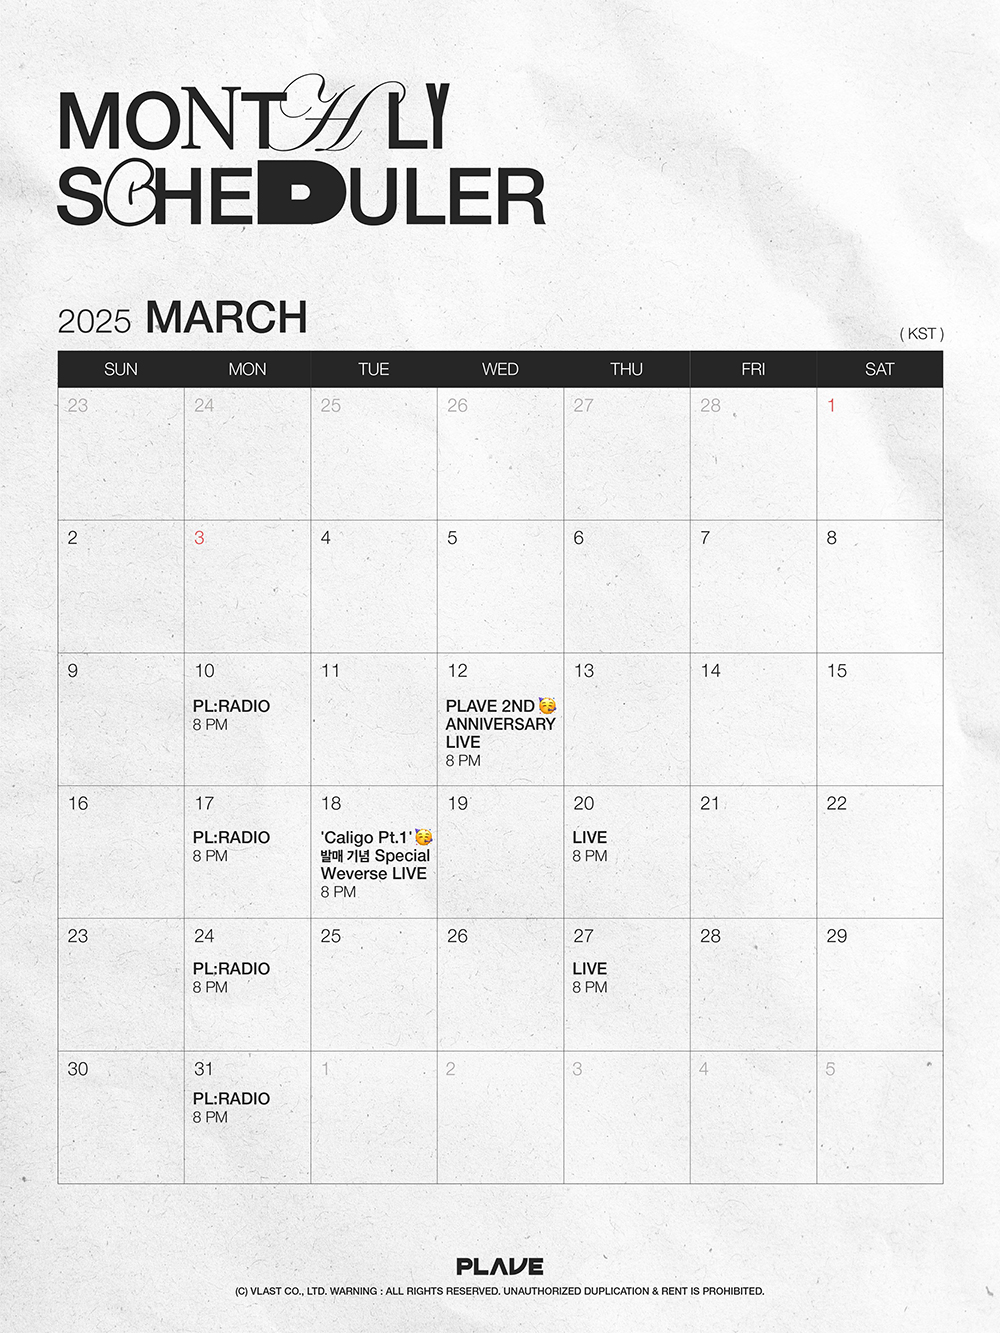 MONTHLY
SCHEDULER
2025 MARCH
( KST )
SUN MON TUE WED THU FRI SAT
23 24 25 26 27 28 1
2 3 4 5 6 7 8
9 10 11 12 13 14 15
PL:RADIO
8 PM
PLAVE 2ND 🥳
ANNIVERSARY
LIVE
8 PM
16 17 18 19 20 21 22
PL:RADIO
8 PM
'Caligo Pt.1' 🥳
발매 기념 Special
Weverse LIVE
8 PM
LIVE
8 PM
23 24 25 26 27 28 29
PL:RADIO
8 PM
LIVE
8 PM
30 31 1 2 3 4 5
PL:RADIO
8 PM
PLAVE
(C) VLAST CO., LTD. WARNING : ALL RIGHTS RESERVED. UNAUTHORIZED DUPLICATION & RENT IS PROHIBITED.